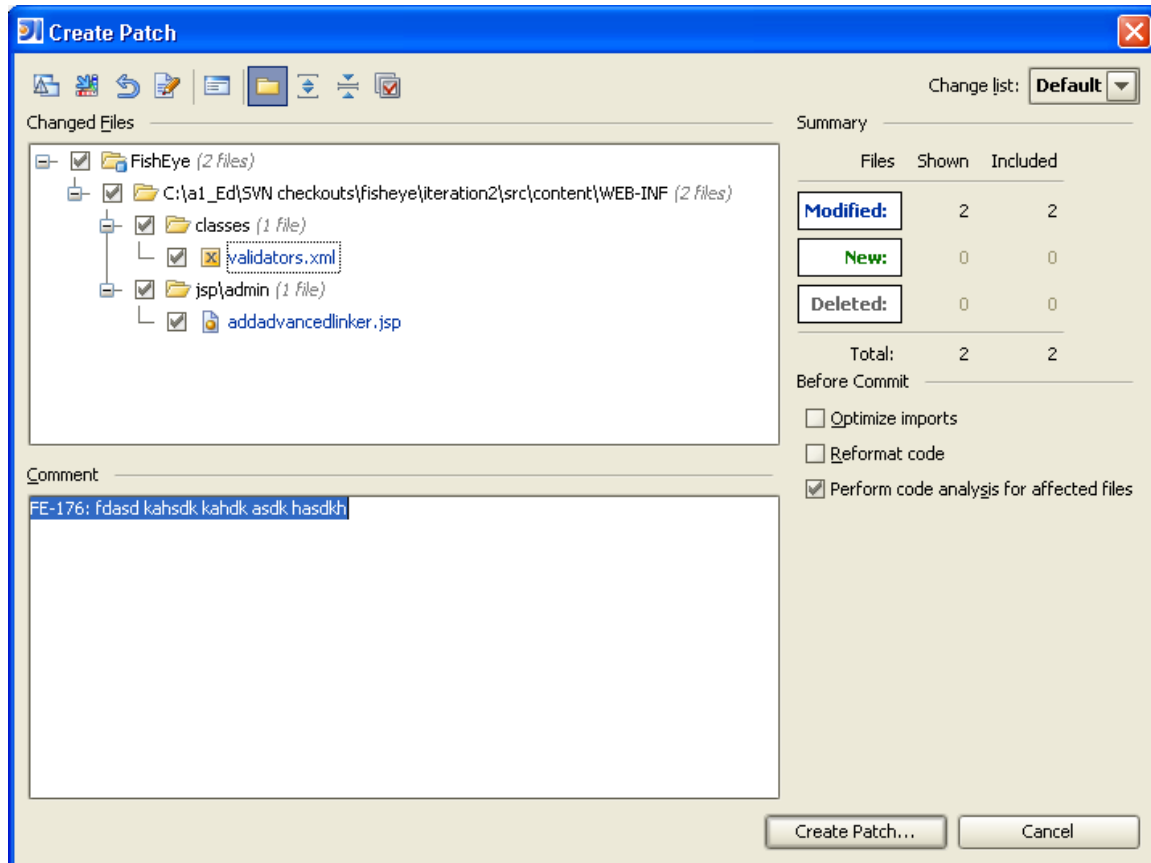 Create Patch
Change list: Default
Changed Files
FishEye (2 files)
C:\a1_Ed\SVN checkouts\fisheye\iteration2\src\content\WEB-INF (2 files)
classes (1 file)
validators.xml
jsp\admin (1 file)
addadvancedlinker.jsp
Summary
Files Shown Included
Modified: 2 2
New: 0 0
Deleted: 0 0
Total: 2 2
Before Commit
Optimize imports
Reformat code
Perform code analysis for affected files
Comment
FE-176: fdasd kahsdk kahdk asdk hasdkh
Create Patch... Cancel